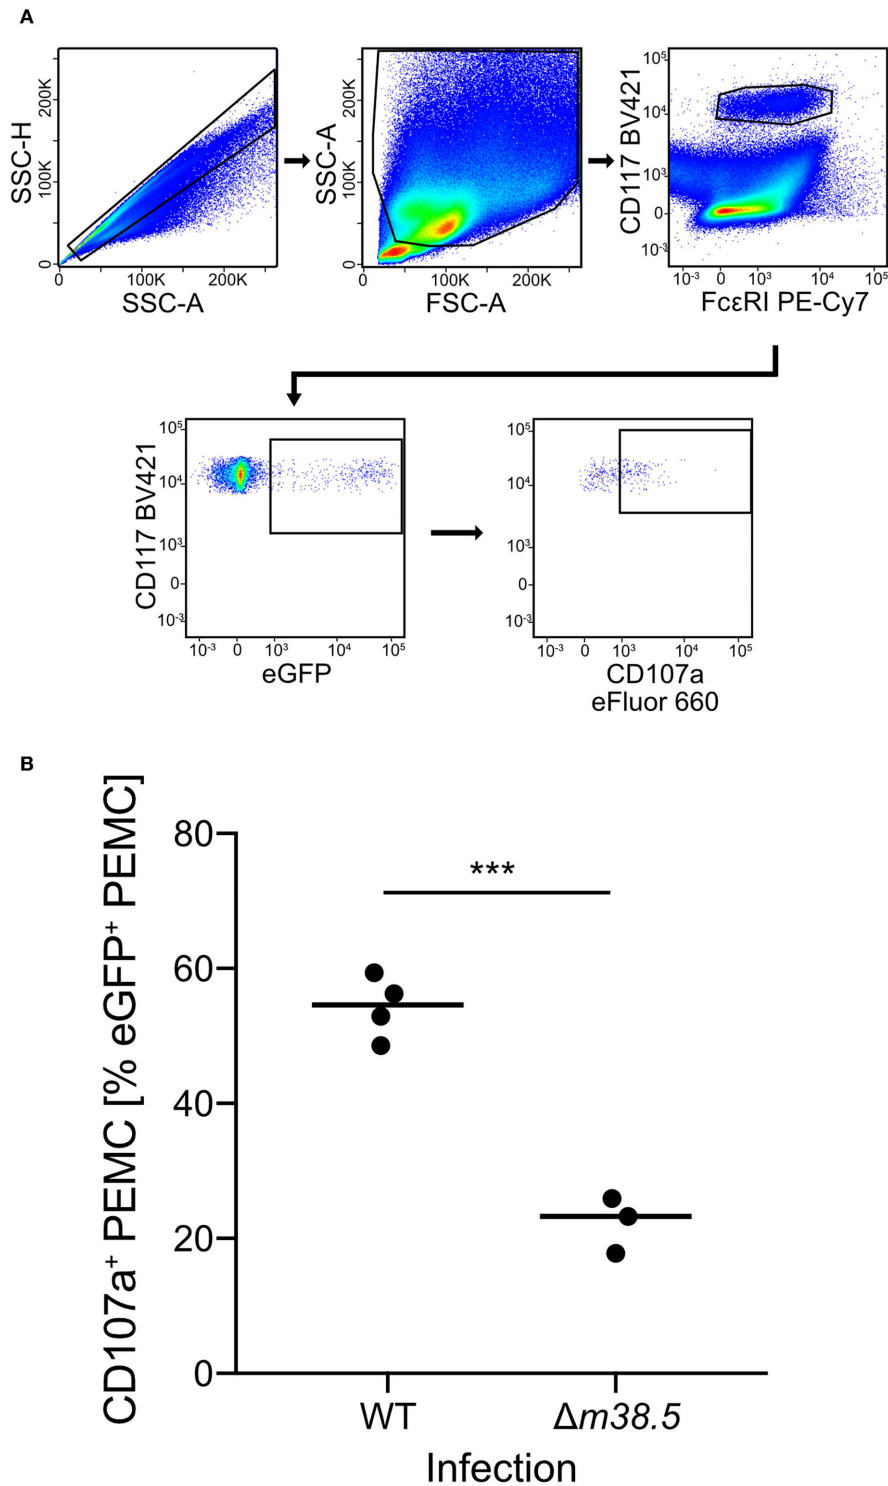 A
SSC-H
200K
100K
0
0
100K
200K
SSC-A
SSC-A
200K
100K
0
0
100K
200K
FSC-A
CD117 BV421
10⁵
10⁴
10³
0
10⁻³
10⁻³
0
10³
10⁴
10⁵
FcεRI PE-Cy7
CD117 BV421
10⁵
10⁴
10³
0
10⁻³
10⁻³
0
10³
10⁴
10⁵
eGFP
10⁵
10⁴
10³
0
10⁻³
10⁻³
0
10³
10⁴
10⁵
CD107a
eFluor 660
B
CD107a⁺ PEMC [% eGFP⁺ PEMC]
80
60
40
20
0
***
WT
Δm38.5
Infection